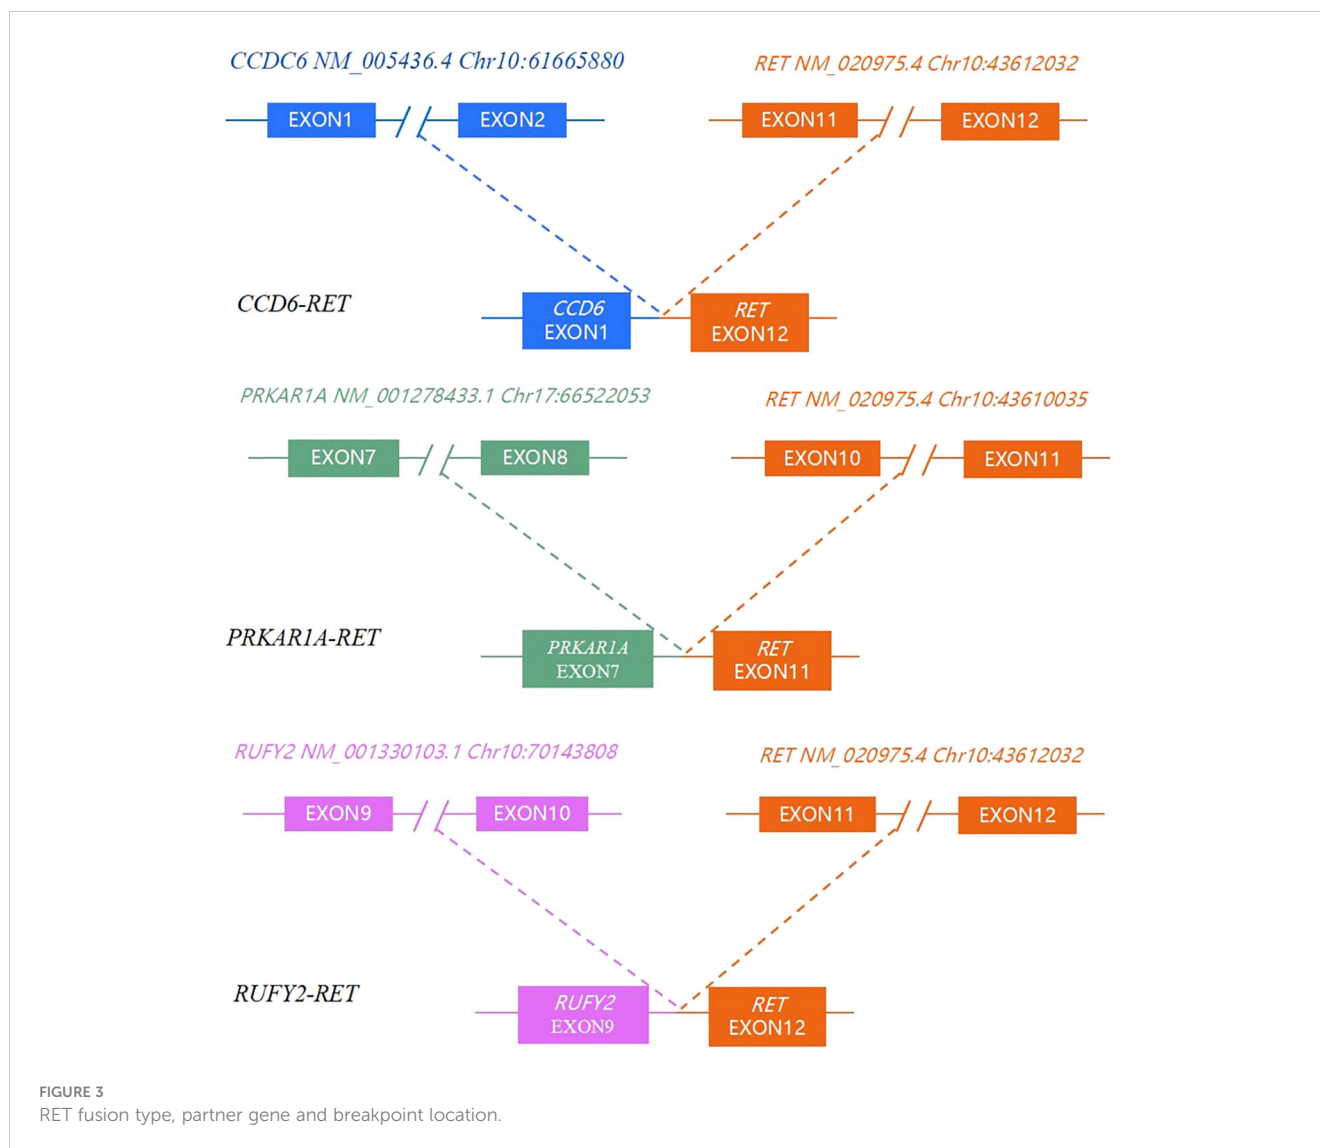 CCDC6 NM_005436.4 Chr10:61665880
RET NM_020975.4 Chr10:43612032
EXON1
EXON2
EXON11
EXON12
CCD6-RET
CCD6
EXON1
RET
EXON12
PRKAR1A NM_001278433.1 Chr17:66522053
RET NM_020975.4 Chr10:43610035
EXON7
EXON8
EXON10
EXON11
PRKAR1A-RET
PRKAR1A
EXON7
RET
EXON11
RUFY2 NM_001330103.1 Chr10:70143808
RET NM_020975.4 Chr10:43612032
EXON9
EXON10
EXON11
EXON12
RUFY2-RET
RUFY2
EXON9
RET
EXON12
FIGURE 3
RET fusion type, partner gene and breakpoint location.